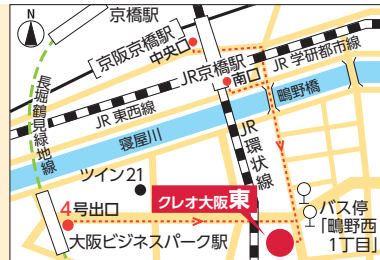 N
京橋駅
京阪京橋駅
中央口
JR京橋駅
南口
JR 学研都市線
JR 東西線
鴫野橋
長堀鶴見緑地線
寝屋川
JR環状線
ツイン21
クレオ大阪東
4号出口
大阪ビジネスパーク駅
バス停
「鴫野西
1丁目」